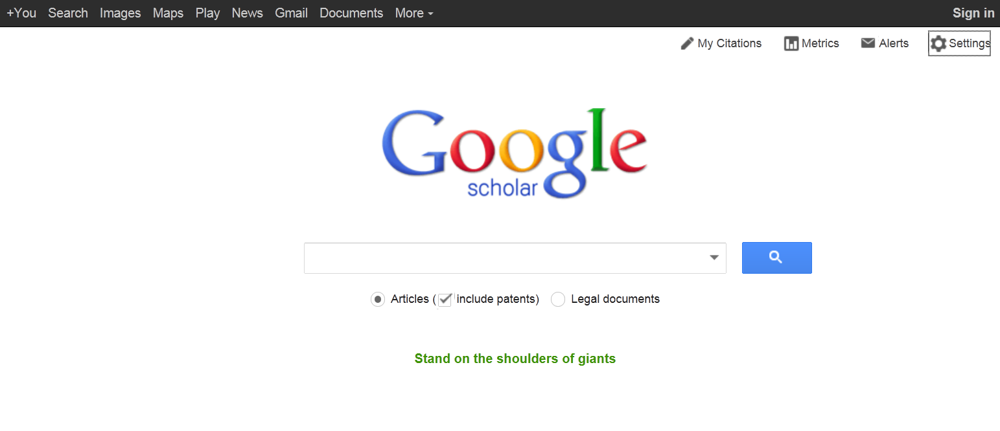 +You Search Images Maps Play News Gmail Documents More Sign in
My Citations Metrics Alerts Settings
Google
scholar
Articles (include patents) Legal documents
Stand on the shoulders of giants